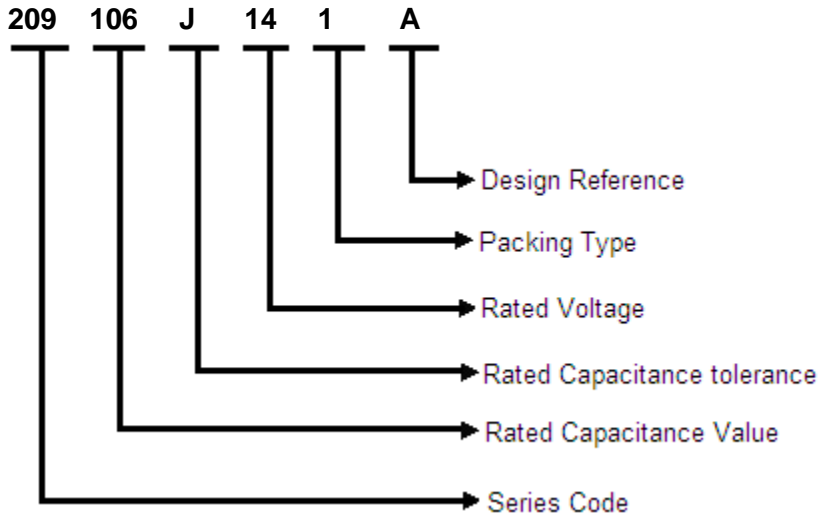 209 106 J 14 1 A
Design Reference
Packing Type
Rated Voltage
Rated Capacitance tolerance
Rated Capacitance Value
Series Code